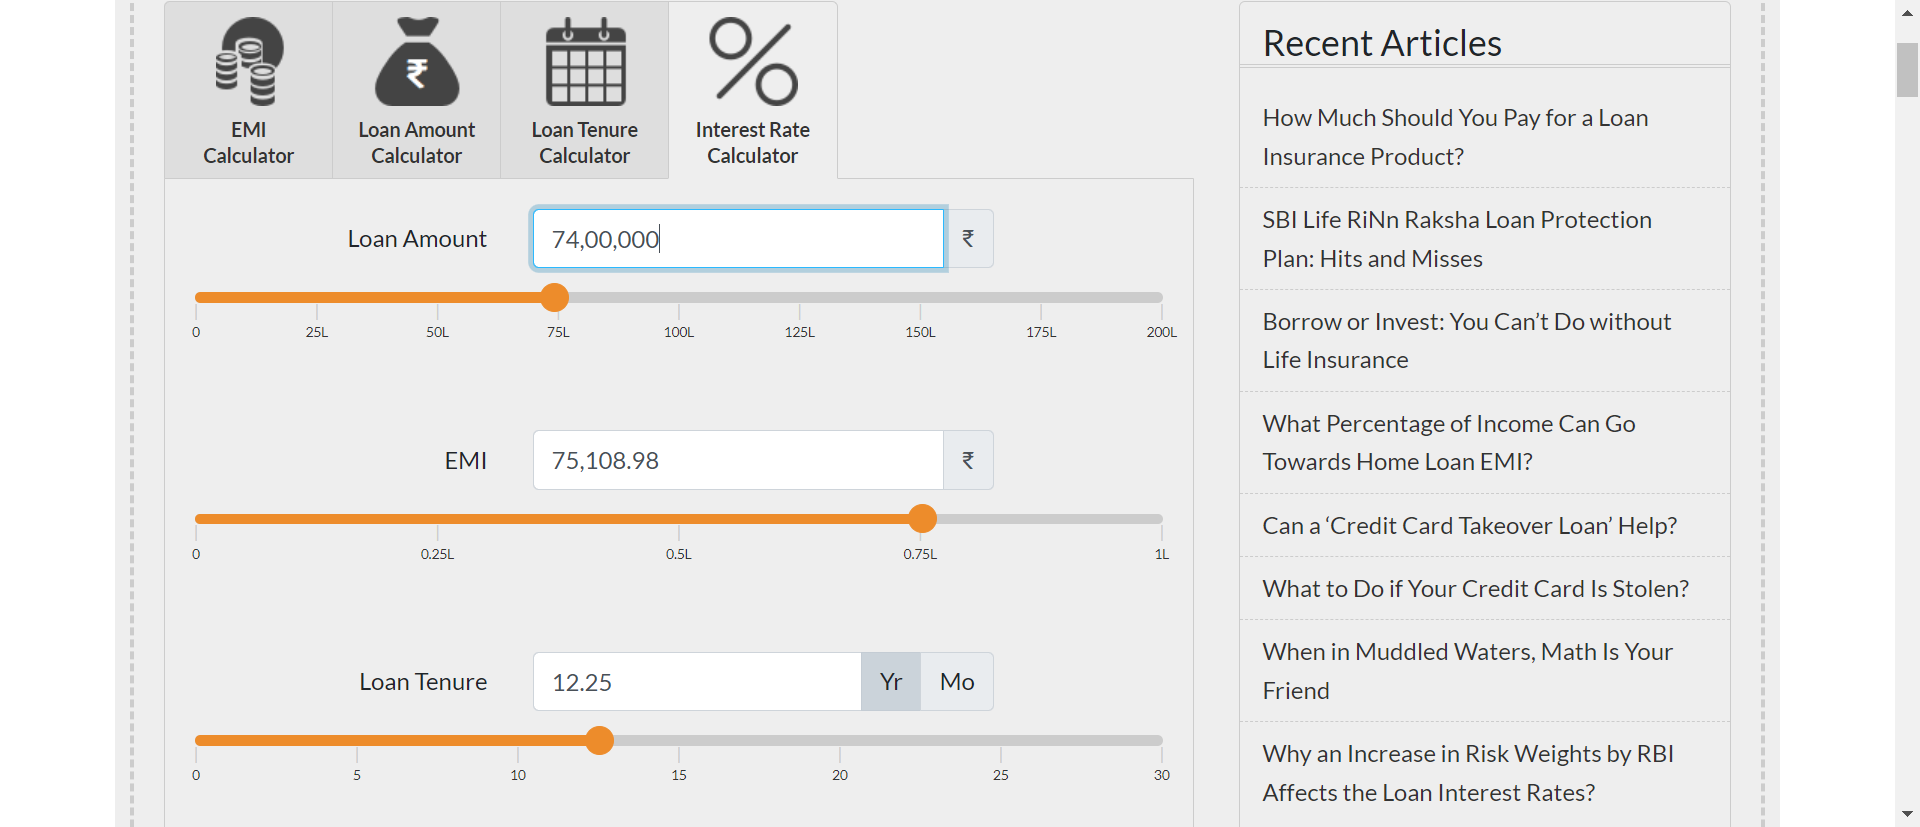 EMI
Calculator
Loan Amount
Calculator
Loan Tenure
Calculator
Interest Rate
Calculator
Loan Amount
74,00,000
₹
0
25L
50L
75L
100L
125L
150L
175L
200L
EMI
75,108.98
₹
0
0.25L
0.5L
0.75L
1L
Loan Tenure
12.25
Yr
Mo
0
5
10
15
20
25
30
Recent Articles
How Much Should You Pay for a Loan
Insurance Product?
SBI Life RiNn Raksha Loan Protection
Plan: Hits and Misses
Borrow or Invest: You Can’t Do without
Life Insurance
What Percentage of Income Can Go
Towards Home Loan EMI?
Can a ‘Credit Card Takeover Loan’ Help?
What to Do if Your Credit Card Is Stolen?
When in Muddled Waters, Math Is Your
Friend
Why an Increase in Risk Weights by RBI
Affects the Loan Interest Rates?